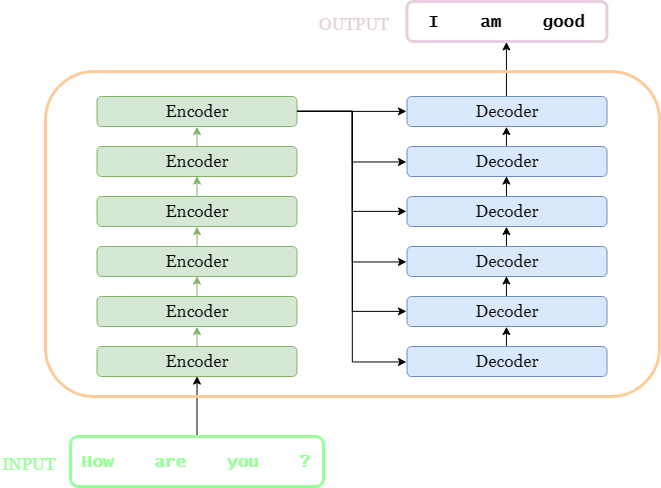 OUTPUT
I am good
Encoder Decoder
Encoder Decoder
Encoder Decoder
Encoder Decoder
Encoder Decoder
Encoder Decoder
INPUT
How are you ?